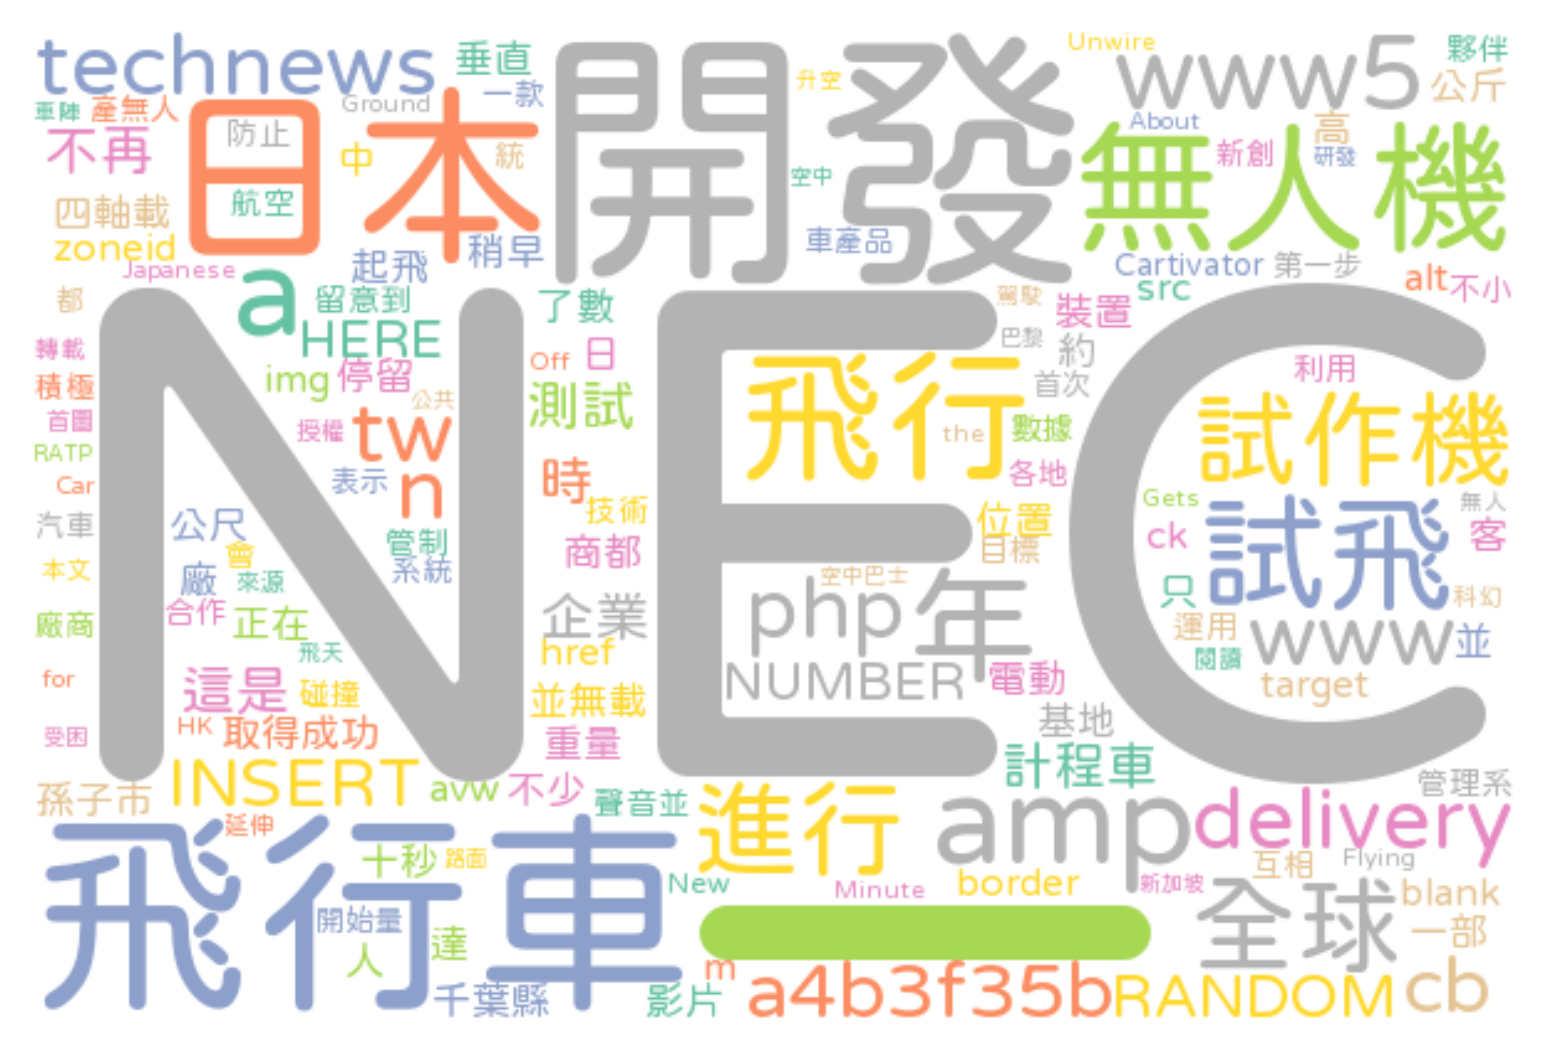 technews
垂直
一款
升空
Unwire
www5
夥伴
公斤
車陣
產無人
Ground
開發
About
無人機
不再
日本
防止
中
統
新創
高
研發
航空
空中
四軸載
zoneid
稍早
車產品
Japanese
起飛
Cartivator
第一步
src
alt
不小
都
a
留意到
了數
NEC
駕駛
裝置
HERE
巴黎
約
轉載
積極
img
停留
Off
日
飛行
首次
利用
公共
測試
試作機
首圖
授權
twn
the
數據
RATP
時
各地
Car
表示
技術
Gets
無人
汽車
公尺
管制
商都
位置
目標
ck
試飛
客
本文
會
系統
廠
來源
空中巴士
只
科幻
合作
正在
企業
php
年
廠商
運用
www
並
飛天
href
閱讀
for
這是
碰撞
並無載
NUMBER
電動
target
受困
HK
取得成功
重量
基地
計程車
孫子市
INSERT
avw
不少
聲音並
進行
amp
delivery
管理系
延伸
飛行車
十秒
路面
New
Minute
border
新加坡
互相
Flying
blank
開始量
人
達
一
全球
一部
千葉縣
影片
m
a4b3f35b
RANDOM
cb